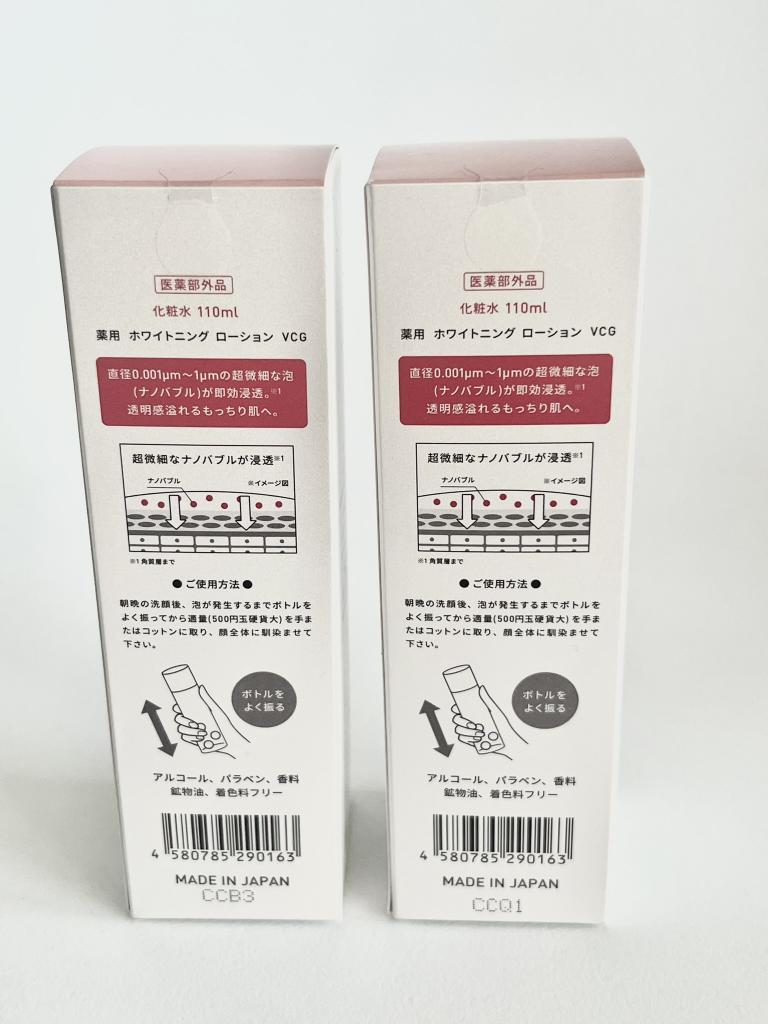 医薬部外品
化粧水 110ml
薬用 ホワイトニング ローション VCG
直径0.001μm～1μmの超微細な泡
(ナノバブル)が即効浸透。※1
透明感溢れるもっちり肌へ。
超微細なナノバブルが浸透※1
ナノバブル ※イメージ図
※1 角質層まで
●ご使用方法●
朝晩の洗顔後、泡が発生するまでボトルを
よく振ってから適量(500円玉硬貨大)を手ま
たはコットンに取り、顔全体に馴染ませて
下さい。
ボトルを
よく振る
アルコール、パラベン、香料
鉱物油、着色料フリー
4 580785 290163
MADE IN JAPAN
CCB3
医薬部外品
化粧水 110ml
薬用 ホワイトニング ローション VCG
直径0.001μm～1μmの超微細な泡
(ナノバブル)が即効浸透。※1
透明感溢れるもっちり肌へ。
超微細なナノバブルが浸透※1
ナノバブル ※イメージ図
※1 角質層まで
●ご使用方法●
朝晩の洗顔後、泡が発生するまでボトルを
よく振ってから適量(500円玉硬貨大)を手ま
たはコットンに取り、顔全体に馴染ませて
下さい。
ボトルを
よく振る
アルコール、パラベン、香料
鉱物油、着色料フリー
4 580785 290163
MADE IN JAPAN
CCQ1